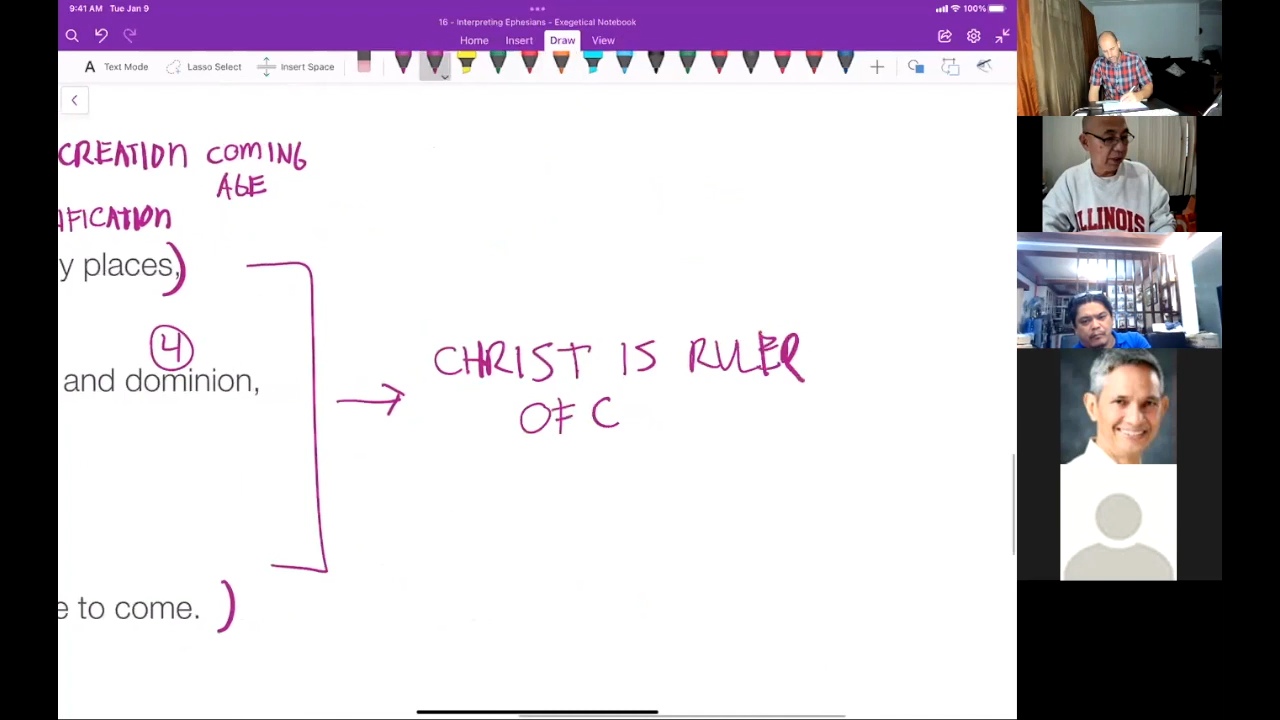 9:41 AM Tue Jan 9
100%
16 - Interpreting Ephesians - Exegetical Notebook
Home Insert Draw View
Text Mode Lasso Select Insert Space
CREATION COMING
AGE
IFICATION
y places,)
4
and dominion,
CHRIST IS RULER
OF C
e to come. )
ILLINOIS